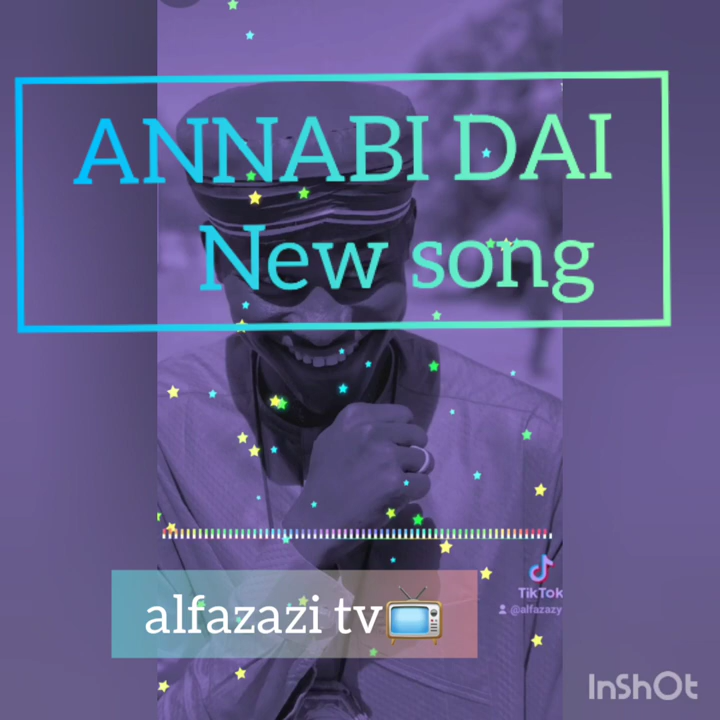 ANNABI DAI
New song
alfazazi tv
TikTok
@alfazazy
InShOt